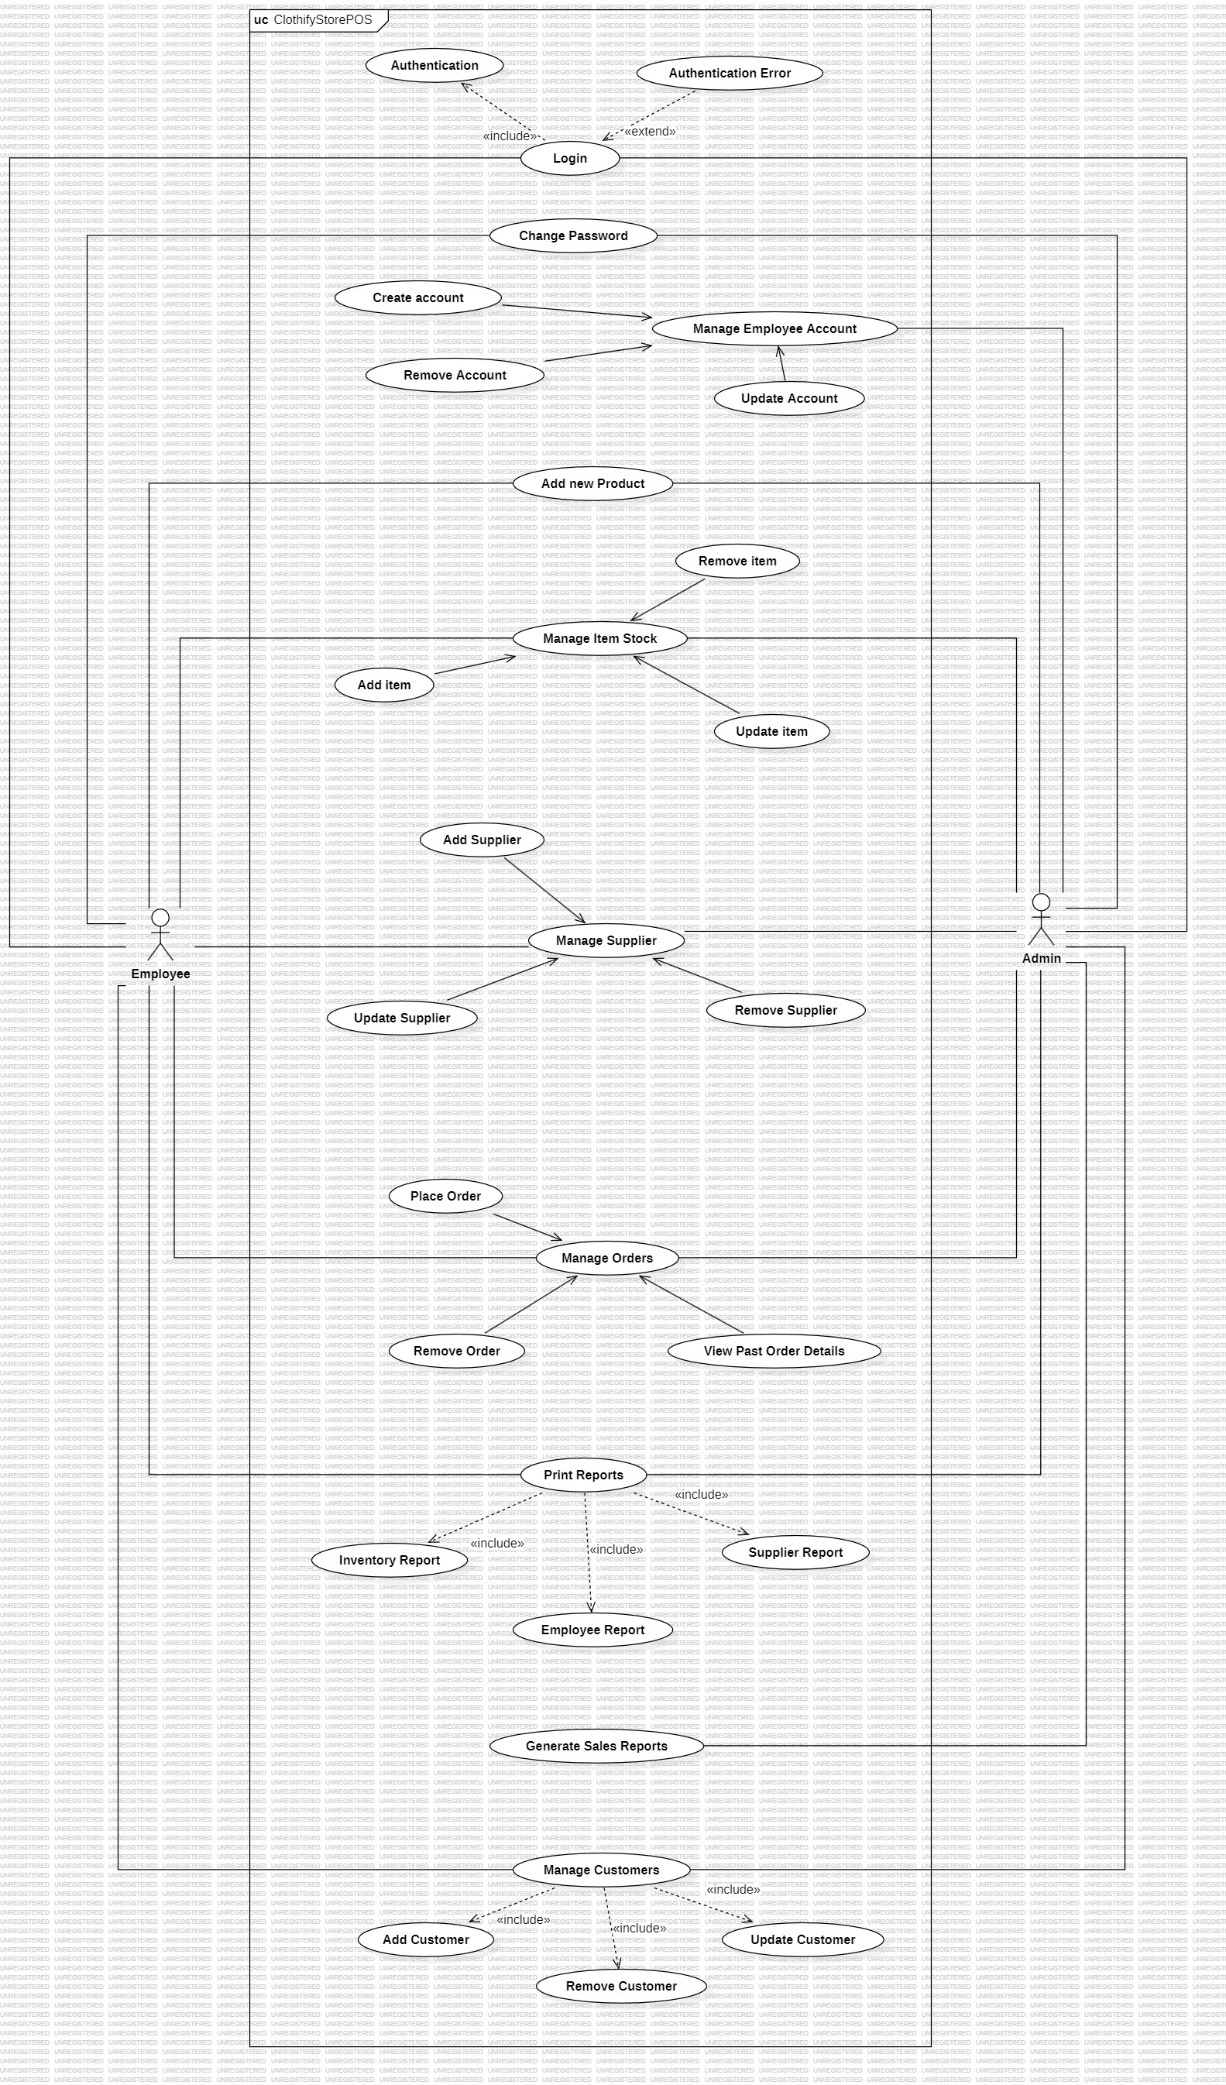 uc ClothifyStorePOS
Authentication
Authentication Error
«include»
«extend»
Login
Change Password
Create account
Manage Employee Account
Remove Account
Update Account
Add new Product
Remove item
Manage Item Stock
Add item
Update item
Add Supplier
Manage Supplier
Employee
Admin
Update Supplier
Remove Supplier
Place Order
Manage Orders
Remove Order
View Past Order Details
Print Reports
«include»
«include»
«include»
Inventory Report
Supplier Report
Employee Report
Generate Sales Reports
Manage Customers
«include»
«include»
«include»
Add Customer
Update Customer
Remove Customer
UNREGISTERED